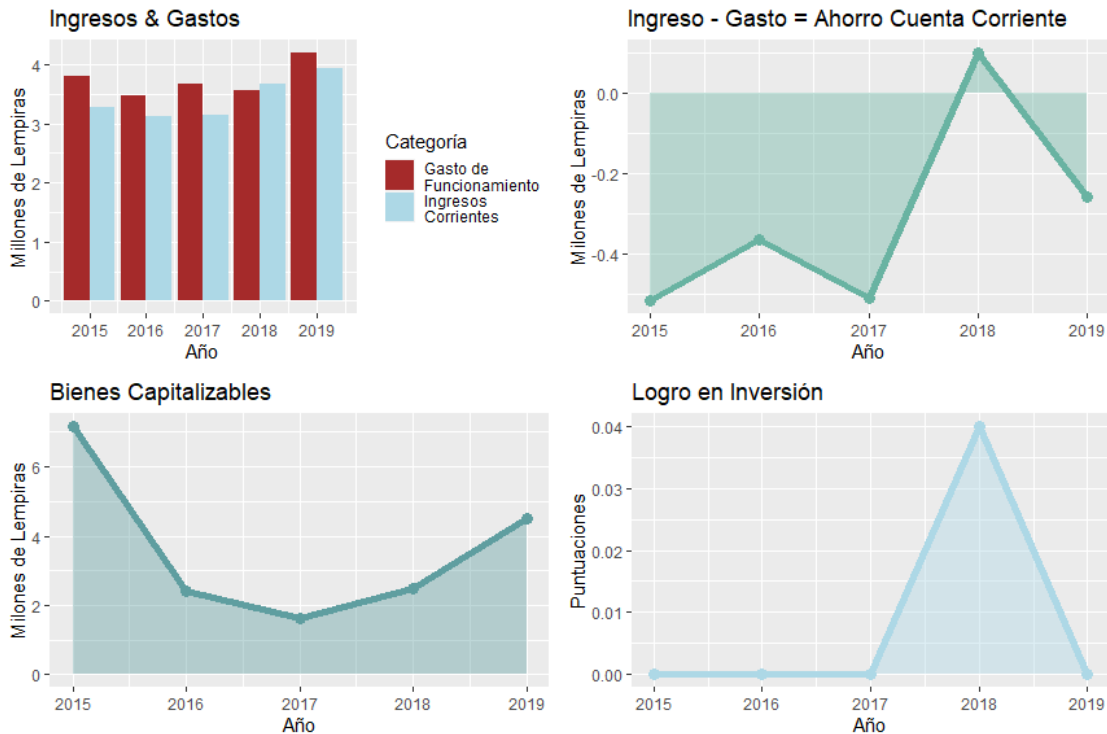 Ingresos & Gastos
Millones de Lempiras
4
3
2
1
0
2015 2016 2017 2018 2019
Año
Categoría
Gasto de
Funcionamiento
Ingresos
Corrientes
Ingreso - Gasto = Ahorro Cuenta Corriente
Milones de Lempiras
0.0
-0.2
-0.4
2015 2016 2017 2018 2019
Año
Bienes Capitalizables
Milones de Lempiras
6
4
2
0
2015 2016 2017 2018 2019
Año
Logro en Inversión
Puntuaciones
0.04
0.03
0.02
0.01
0.00
2015 2016 2017 2018 2019
Año